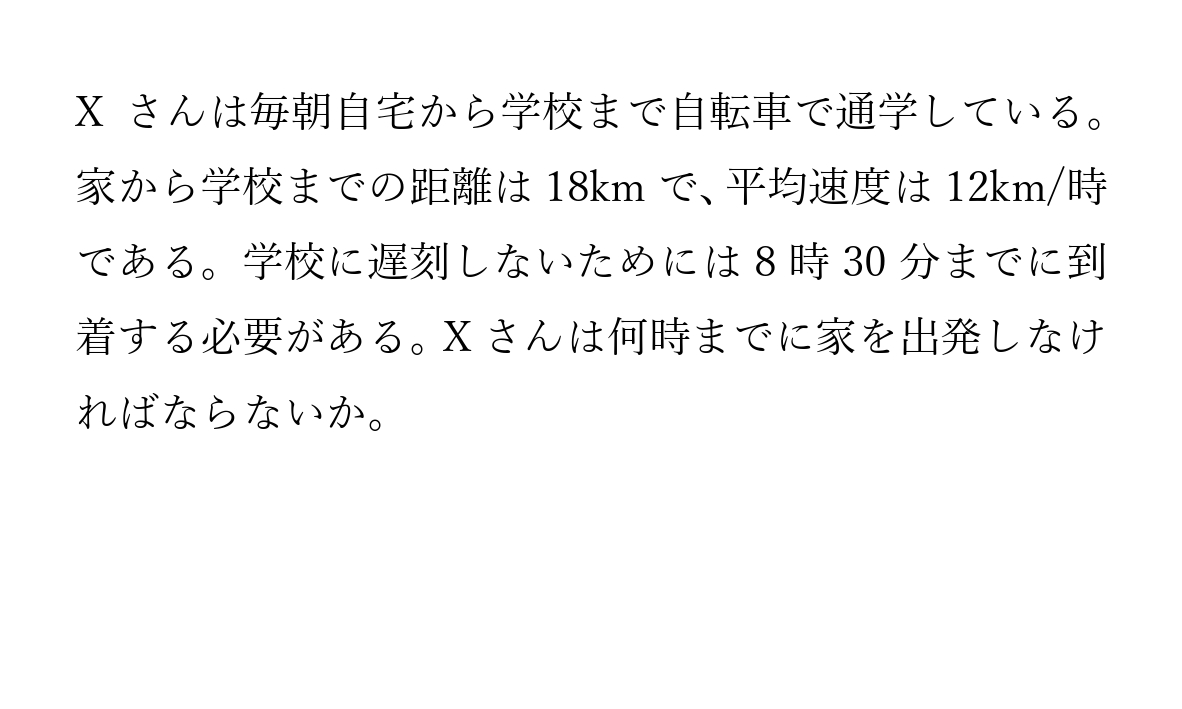 X さんは毎朝自宅から学校まで自転車で通学している。
家から学校までの距離は 18km で、平均速度は 12km/時
である。学校に遅刻しないためには 8 時 30 分までに到
着する必要がある。X さんは何時までに家を出発しなけ
ればならないか。